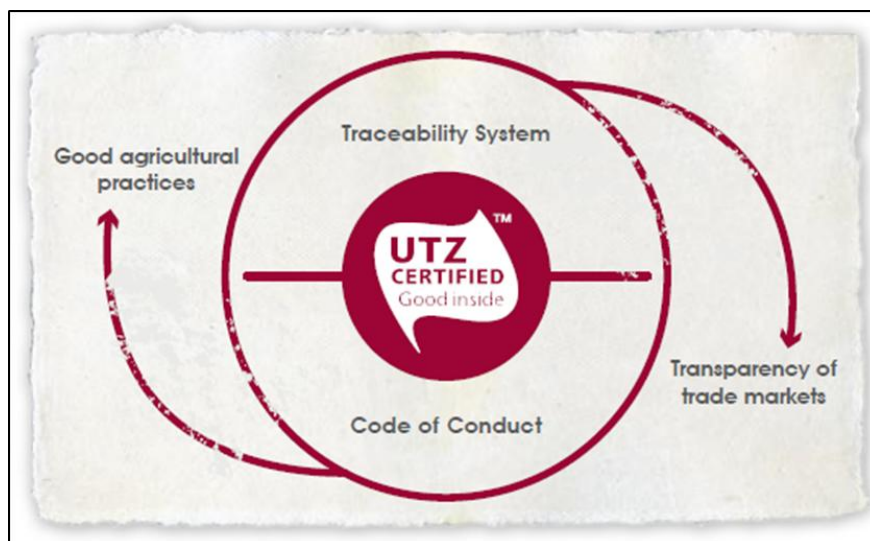 Traceability System
Good agricultural
practices
UTZ
TM
CERTIFIED
Good inside
Transparency of
trade markets
Code of Conduct